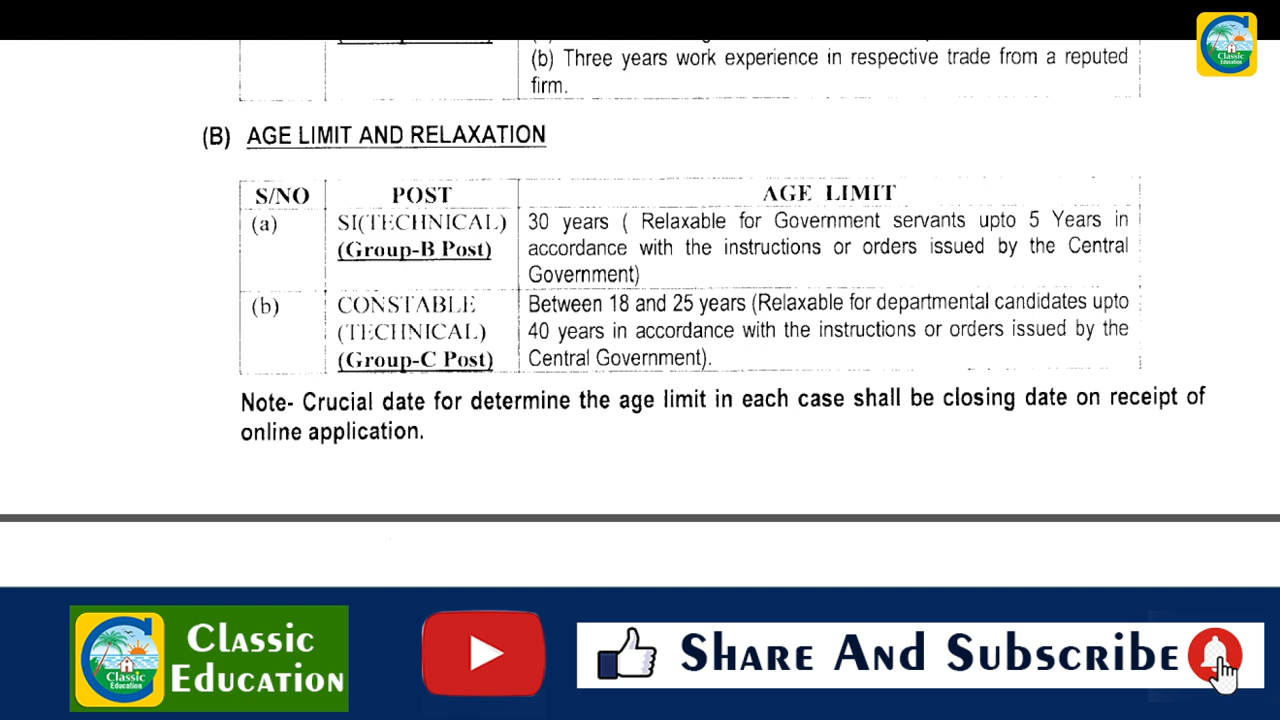 Classic
Education
(b) Three years work experience in respective trade from a reputed
firm.
(B) AGE LIMIT AND RELAXATION
S/NO POST AGE LIMIT
(a) SI(TECHNICAL) 30 years ( Relaxable for Government servants upto 5 Years in
(Group-B Post) accordance with the instructions or orders issued by the Central
Government)
(b) CONSTABLE Between 18 and 25 years (Relaxable for departmental candidates upto
(TECHNICAL) 40 years in accordance with the instructions or orders issued by the
(Group-C Post) Central Government).
Note- Crucial date for determine the age limit in each case shall be closing date on receipt of
online application.
Classic
Education
CLASSIC
EDUCATION
SHARE AND SUBSCRIBE